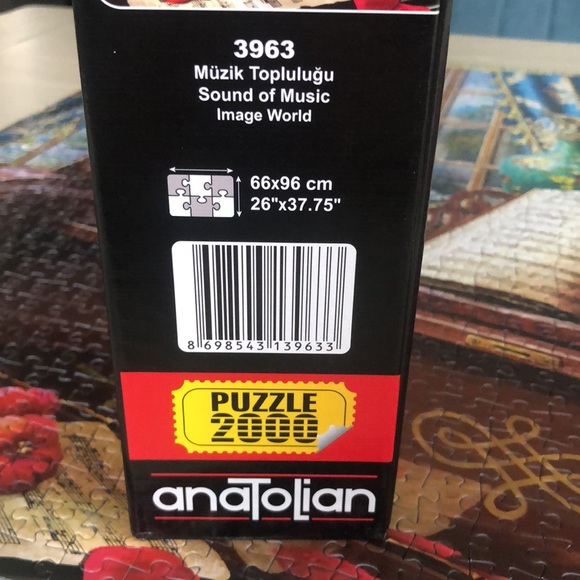 3963
Müzik Topluluğu
Sound of Music
Image World
66x96 cm
26"x37.75"
8 698543 139633
PUZZLE
2000
anaTolian